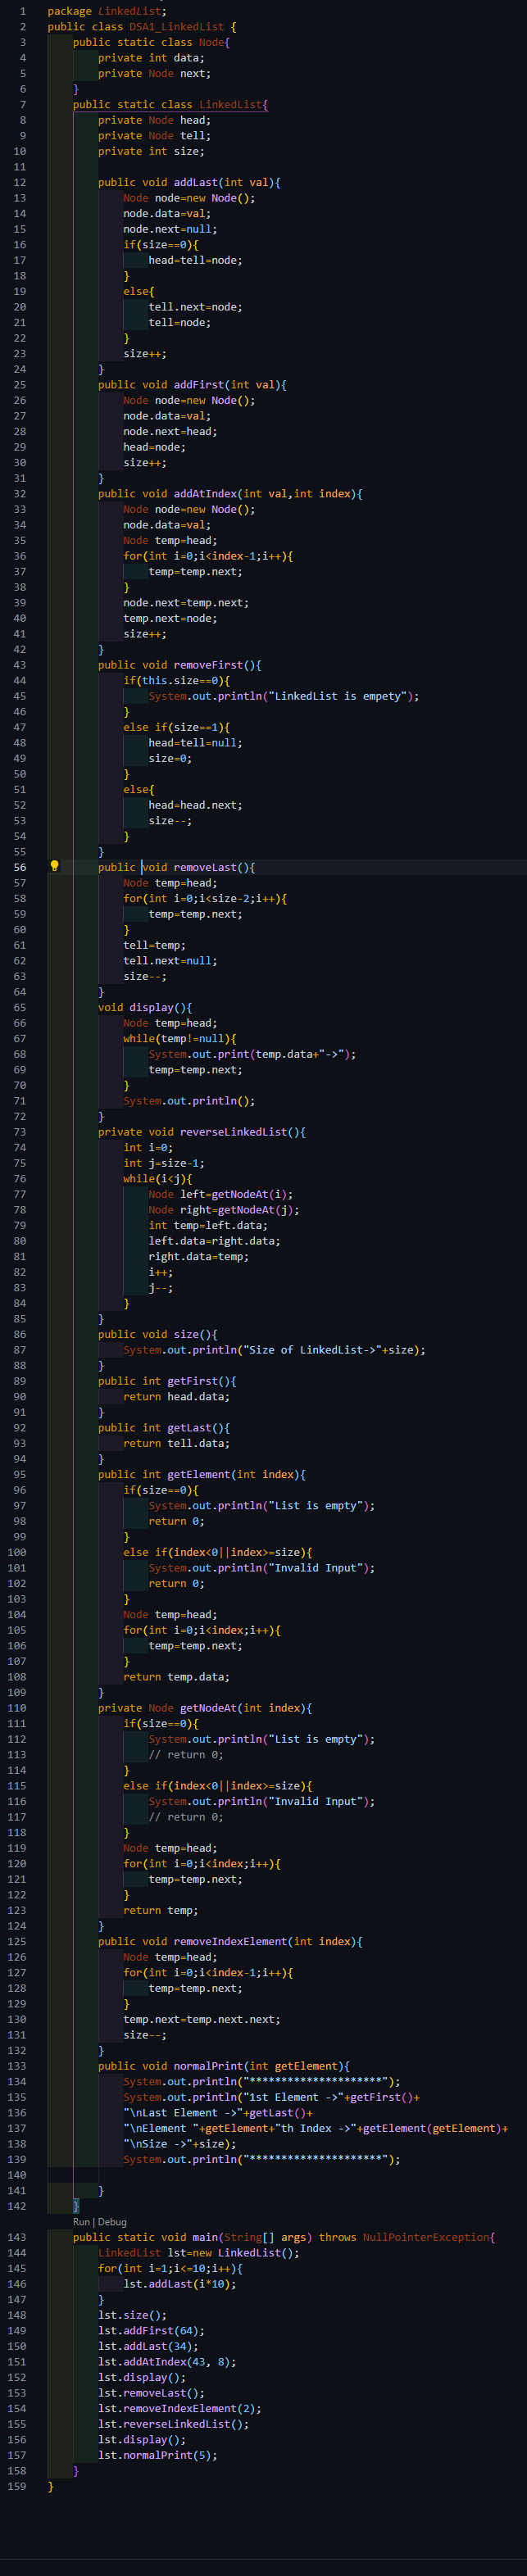 1 package LinkedList;
2 public class DSA1_LinkedList {
3     public static class Node{
4         private int data;
5         private Node next;
6     }
7     public static class LinkedList{
8         private Node head;
9         private Node tell;
10         private int size;
11
12         public void addLast(int val){
13             Node node=new Node();
14             node.data=val;
15             node.next=null;
16             if(size==0){
17                 head=tell=node;
18             }
19             else{
20                 tell.next=node;
21                 tell=node;
22             }
23             size++;
24         }
25         public void addFirst(int val){
26             Node node=new Node();
27             node.data=val;
28             node.next=head;
29             head=node;
30             size++;
31         }
32         public void addAtIndex(int val,int index){
33             Node node=new Node();
34             node.data=val;
35             Node temp=head;
36             for(int i=0;i<index-1;i++){
37                 temp=temp.next;
38             }
39             node.next=temp.next;
40             temp.next=node;
41             size++;
42         }
43         public void removeFirst(){
44             if(this.size==0){
45                 System.out.println("LinkedList is empety");
46             }
47             else if(size==1){
48                 head=tell=null;
49                 size=0;
50             }
51             else{
52                 head=head.next;
53                 size--;
54             }
55         }
56         public void removeLast(){
57             Node temp=head;
58             for(int i=0;i<size-2;i++){
59                 temp=temp.next;
60             }
61             tell=temp;
62             tell.next=null;
63             size--;
64         }
65         void display(){
66             Node temp=head;
67             while(temp!=null){
68                 System.out.print(temp.data+"->");
69                 temp=temp.next;
70             }
71             System.out.println();
72         }
73         private void reverseLinkedList(){
74             int i=0;
75             int j=size-1;
76             while(i<j){
77                 Node left=getNodeAt(i);
78                 Node right=getNodeAt(j);
79                 int temp=left.data;
80                 left.data=right.data;
81                 right.data=temp;
82                 i++;
83                 j--;
84             }
85         }
86         public void size(){
87             System.out.println("Size of LinkedList->"+size);
88         }
89         public int getFirst(){
90             return head.data;
91         }
92         public int getLast(){
93             return tell.data;
94         }
95         public int getElement(int index){
96             if(size==0){
97                 System.out.println("List is empty");
98                 return 0;
99             }
100             else if(index<0||index>=size){
101                 System.out.println("Invalid Input");
102                 return 0;
103             }
104             Node temp=head;
105             for(int i=0;i<index;i++){
106                 temp=temp.next;
107             }
108             return temp.data;
109         }
110         private Node getNodeAt(int index){
111             if(size==0){
112                 System.out.println("List is empty");
113                 // return 0;
114             }
115             else if(index<0||index>=size){
116                 System.out.println("Invalid Input");
117                 // return 0;
118             }
119             Node temp=head;
120             for(int i=0;i<index;i++){
121                 temp=temp.next;
122             }
123             return temp;
124         }
125         public void removeIndexElement(int index){
126             Node temp=head;
127             for(int i=0;i<index-1;i++){
128                 temp=temp.next;
129             }
130             temp.next=temp.next.next;
131             size--;
132         }
133         public void normalPrint(int getElement){
134             System.out.println("*********************");
135             System.out.println("1st Element ->"+getFirst()+
136             "\nLast Element ->"+getLast()+
137             "\nElement "+getElement+"th Index ->"+getElement(getElement)+
138             "\nSize ->"+size);
139             System.out.println("*********************");
140
141         }
142     }
Run | Debug
143     public static void main(String[] args) throws NullPointerException{
144         LinkedList lst=new LinkedList();
145         for(int i=1;i<=10;i++){
146             lst.addLast(i*10);
147         }
148         lst.size();
149         lst.addFirst(64);
150         lst.addLast(34);
151         lst.addAtIndex(43, 8);
152         lst.display();
153         lst.removeLast();
154         lst.removeIndexElement(2);
155         lst.reverseLinkedList();
156         lst.display();
157         lst.normalPrint(5);
158     }
159 }